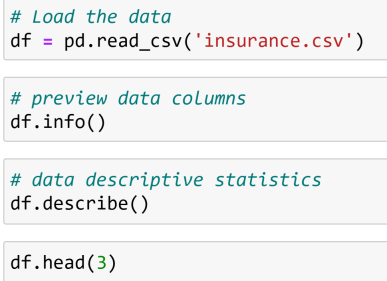 # Load the data
df = pd.read_csv('insurance.csv')
# preview data columns
df.info()
# data descriptive statistics
df.describe()
df.head(3)